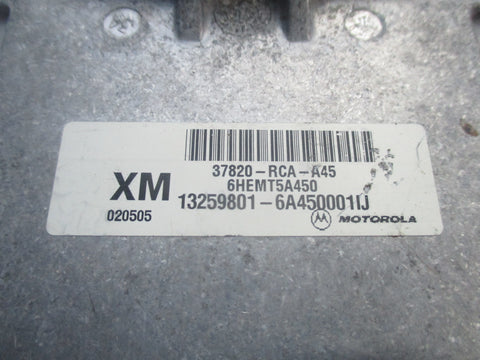 37820-RCA-A45
XM 6HEMT5A450
13259801-6A450001IJ
020505 MOTOROLA